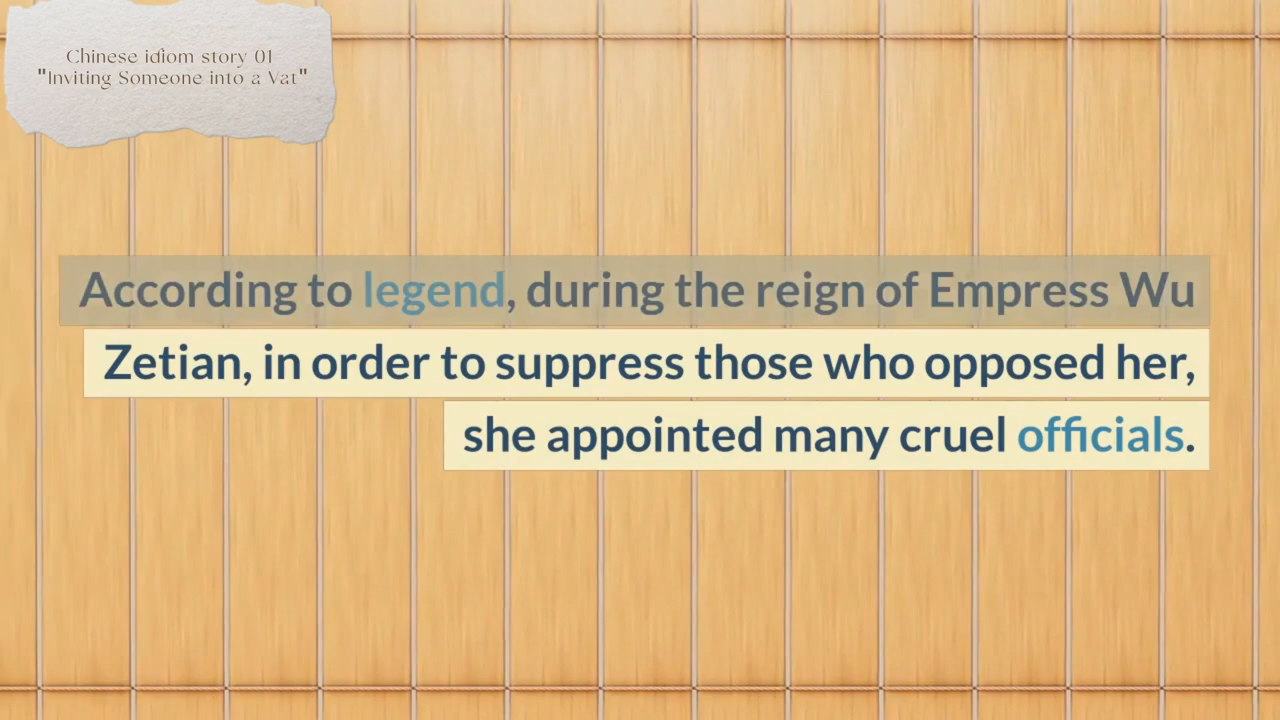 Chinese idiom story 01
"Inviting Someone into a Vat"
According to legend, during the reign of Empress Wu
Zetian, in order to suppress those who opposed her,
she appointed many cruel officials.